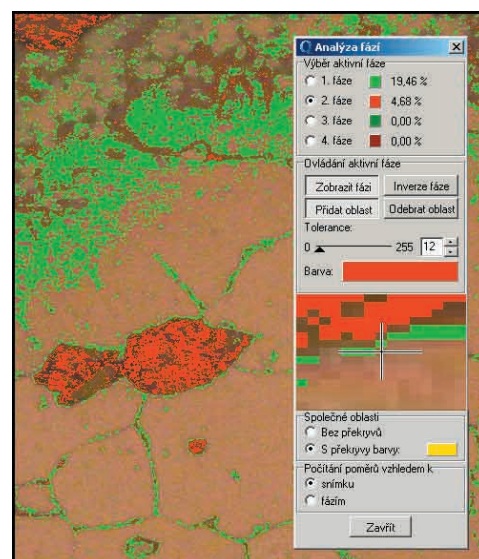 Analýza fází
Výběr aktivní fáze
1. fáze 19,46 %
2. fáze 4,68 %
3. fáze 0,00 %
4. fáze 0,00 %
Ovládání aktivní fáze
Zobrazit fázi Inverze fáze
Přidat oblast Odebrat oblast
Tolerance:
0 255 12
Barva:
Společné oblasti
Bez překryvů
S překryvy barvy:
Počítání poměrů vzhledem k
snímku
fázím
Zavřít